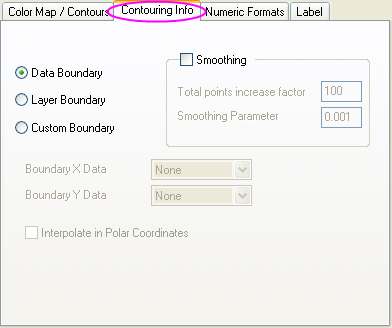 Color Map / Contours Contouring Info Numeric Formats Label
Data Boundary
Layer Boundary
Custom Boundary
Smoothing
Total points increase factor 100
Smoothing Parameter 0.001
Boundary X Data None
Boundary Y Data None
Interpolate in Polar Coordinates